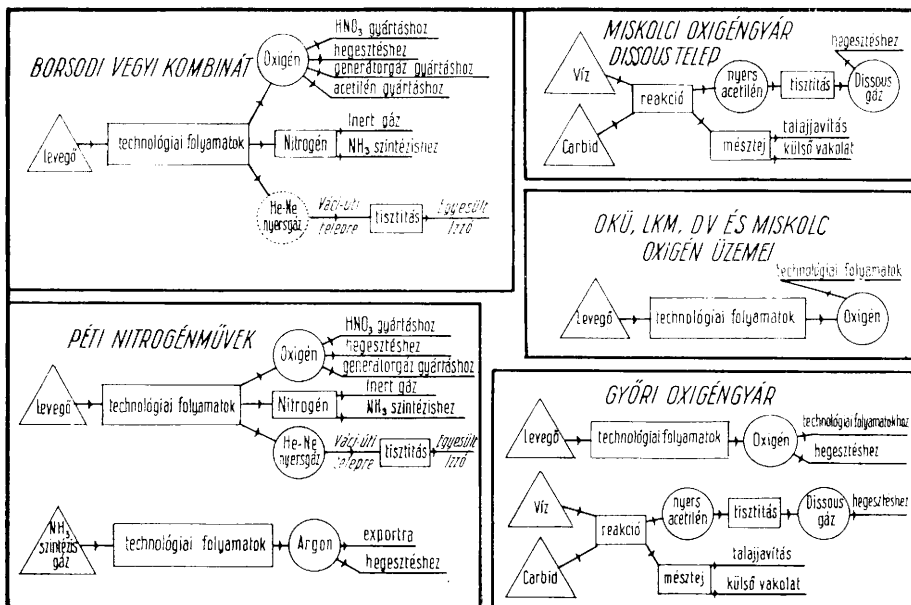 BORSODI VEGYI KOMBINÁT
Levegő
technológiai folyamatok
Oxigén
HNO₃ gyártáshoz
hegesztéshez
generátorgáz gyártáshoz
acetilén gyártáshoz
Nitrogén
Inert gáz
NH₃ szintézishez
He-Ne
nyersgáz
Váci-úti
telepre
tisztítás
Egyesült
Izzó
MISKOLCI OXIGÉNGYÁR
DISSOUS TELEP
Víz
Carbid
reakció
nyers
acetilén
tisztítás
hegesztéshez
Dissous
gáz
mésztej
talajjavítás
külső vakolat
OKÜ, LKM, DV ÉS MISKOLC
OXIGÉN ÜZEMEI
technológiai folyamatok
Levegő
technológiai folyamatok
Oxigén
PÉTI NITROGÉNMŰVEK
Levegő
technológiai folyamatok
Oxigén
HNO₃ gyártáshoz
hegesztéshez
generátorgáz gyártáshoz
Nitrogén
Inert gáz
NH₃ szintézishez
He-Ne
nyersgáz
Váci-úti
telepre
tisztítás
Egyesült
Izzó
NH₃
szintézis
gáz
technológiai folyamatok
Argon
exportra
hegesztéshez
GYŐRI OXIGÉNGYÁR
Levegő
technológiai folyamatok
Oxigén
technológiai folyamatokhoz
hegesztéshez
Víz
Carbid
reakció
nyers
acetilén
tisztítás
Dissous
gáz
hegesztéshez
mésztej
talajjavítás
külső vakolat